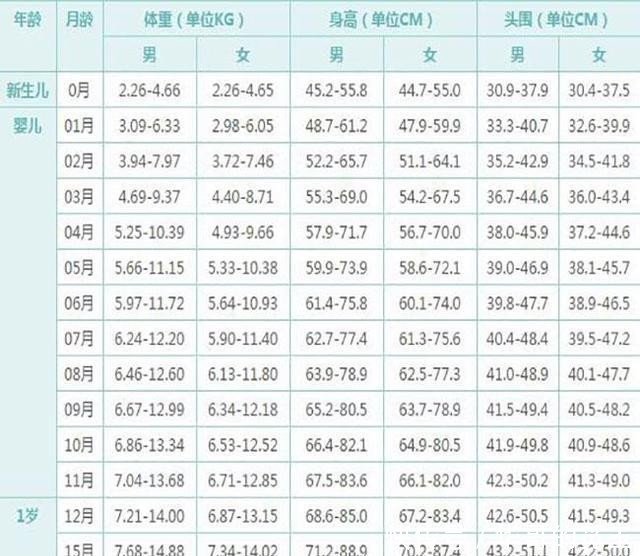 年龄 月龄 体重（单位KG） 身高（单位CM） 头围（单位CM）
男 女 男 女 男 女
新生儿 0月 2.26-4.66 2.26-4.65 45.2-55.8 44.7-55.0 30.9-37.9 30.4-37.5
婴儿 01月 3.09-6.33 2.98-6.05 48.7-61.2 47.9-59.9 33.3-40.7 32.6-39.9
02月 3.94-7.97 3.72-7.46 52.2-65.7 51.1-64.1 35.2-42.9 34.5-41.8
03月 4.69-9.37 4.40-8.71 55.3-69.0 54.2-67.5 36.7-44.6 36.0-43.4
04月 5.25-10.39 4.93-9.66 57.9-71.7 56.7-70.0 38.0-45.9 37.2-44.6
05月 5.66-11.15 5.33-10.38 59.9-73.9 58.6-72.1 39.0-46.9 38.1-45.7
06月 5.97-11.72 5.64-10.93 61.4-75.8 60.1-74.0 39.8-47.7 38.9-46.5
07月 6.24-12.20 5.90-11.40 62.7-77.4 61.3-75.6 40.4-48.4 39.5-47.2
08月 6.46-12.60 6.13-11.80 63.9-78.9 62.5-77.3 41.0-48.9 40.1-47.7
09月 6.67-12.99 6.34-12.18 65.2-80.5 63.7-78.9 41.5-49.4 40.5-48.2
10月 6.86-13.34 6.53-12.52 66.4-82.1 64.9-80.5 41.9-49.8 40.9-48.6
11月 7.04-13.68 6.71-12.85 67.5-83.6 66.1-82.0 42.3-50.2 41.3-49.0
1岁 12月 7.21-14.00 6.87-13.15 68.6-85.0 67.2-83.4 42.6-50.5 41.5-49.3
15月 7.68-14.88 7.34-14.02 71.2-88.9 70.2-87.4 43.2-51.1